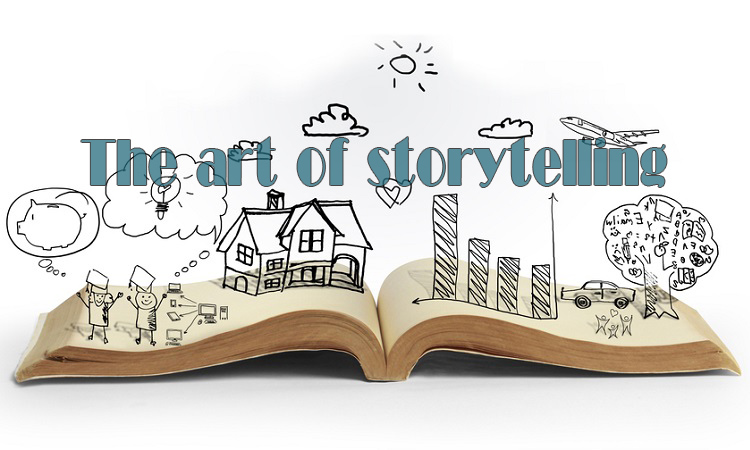 The art of storytelling